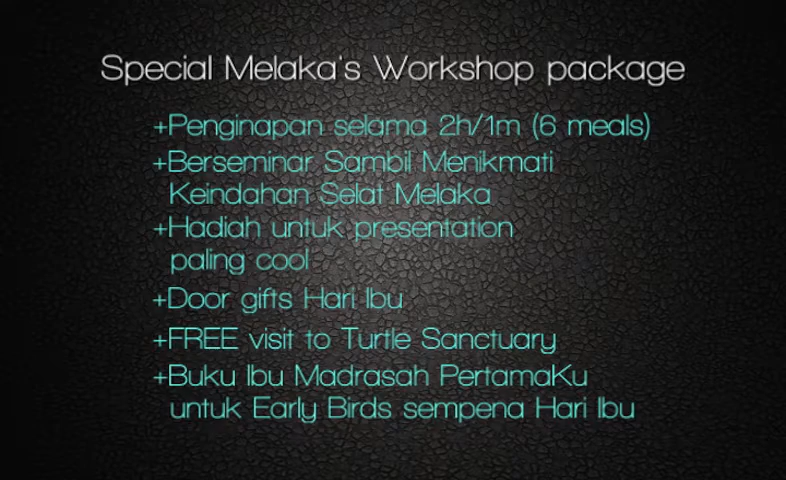 Special Melaka's Workshop package
+Penginapan selama 2h/1m (6 meals)
+Berseminar Sambil Menikmati
Keindahan Selat Melaka
+Hadiah untuk presentation
paling cool
+Door gifts Hari Ibu
+FREE visit to Turtle Sanctuary
+Buku Ibu Madrasah PertamaKu
untuk Early Birds sempena Hari Ibu